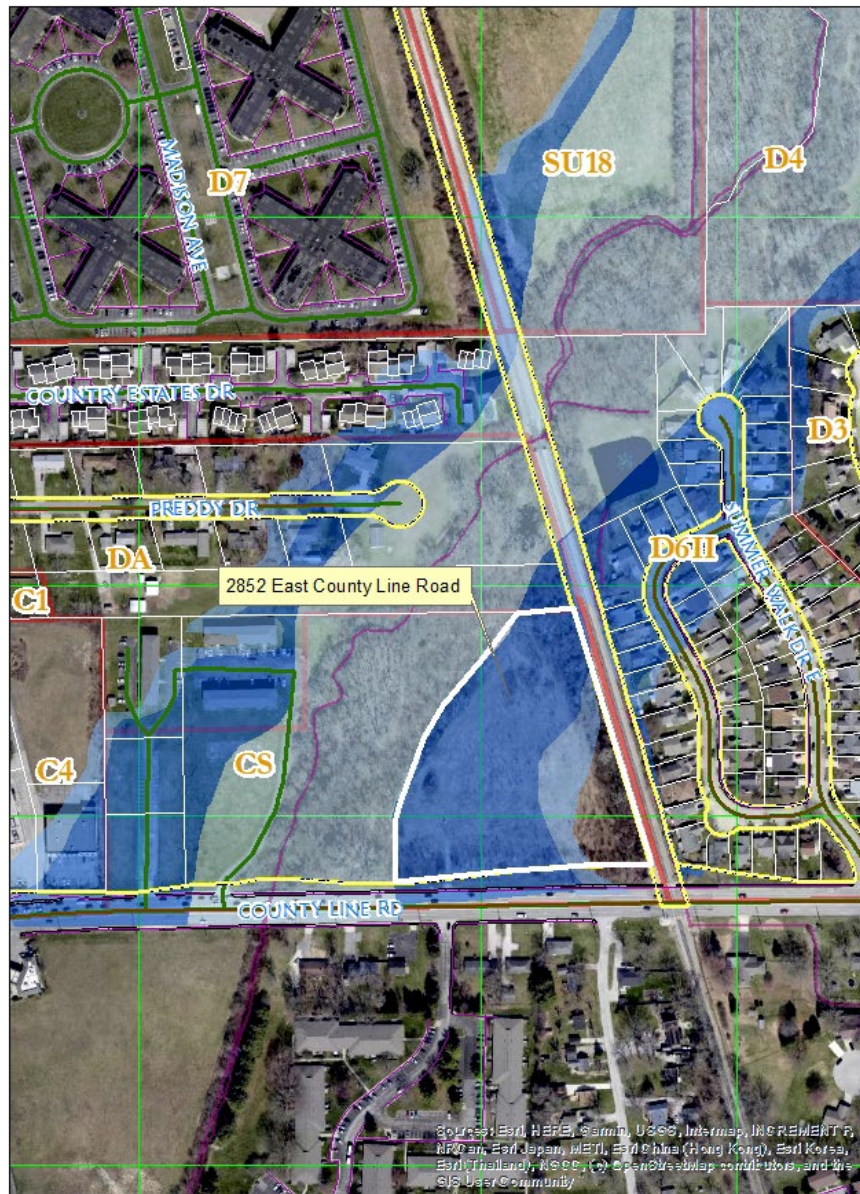 SU18
D4
D7
MADISON AVE
COUNTRY ESTATES DR
D3
PREDDY DR
SUMMER WALK DR E
D6II
DA
2852 East County Line Road
C1
C4
CS
COUNTY LINE RD
Sources: Esri, HERE, Garmin, USGS, Intermap, INCREMENT P,
NRCan, Esri Japan, METI, Esri China (Hong Kong), Esri Korea,
Esri (Thailand), NGCC, (c) OpenStreetMap contributors, and the
GIS User Community